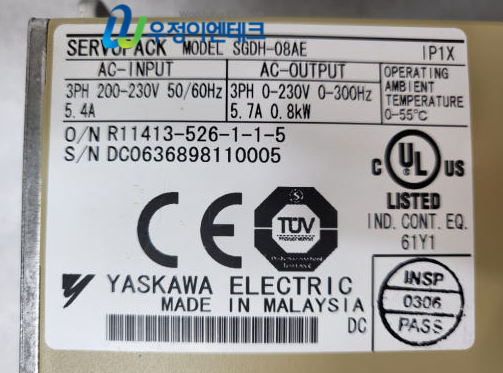 우정이엔테크
SERVOPACK MODEL SGDH-08AE IP1X
AC-INPUT
3PH 200-230V 50/60Hz
5.4A
AC-OUTPUT
3PH 0-230V 0-300Hz
5.7A 0.8kW
OPERATING
AMBIENT
TEMPERATURE
0-55°C
O/N R11413-526-1-1-5
S/N DC0636898110005
C UL US
LISTED
IND. CONT. EQ.
61Y1
CE
TÜV
YASKAWA ELECTRIC
MADE IN MALAYSIA
DC
INSP
0306
PASS